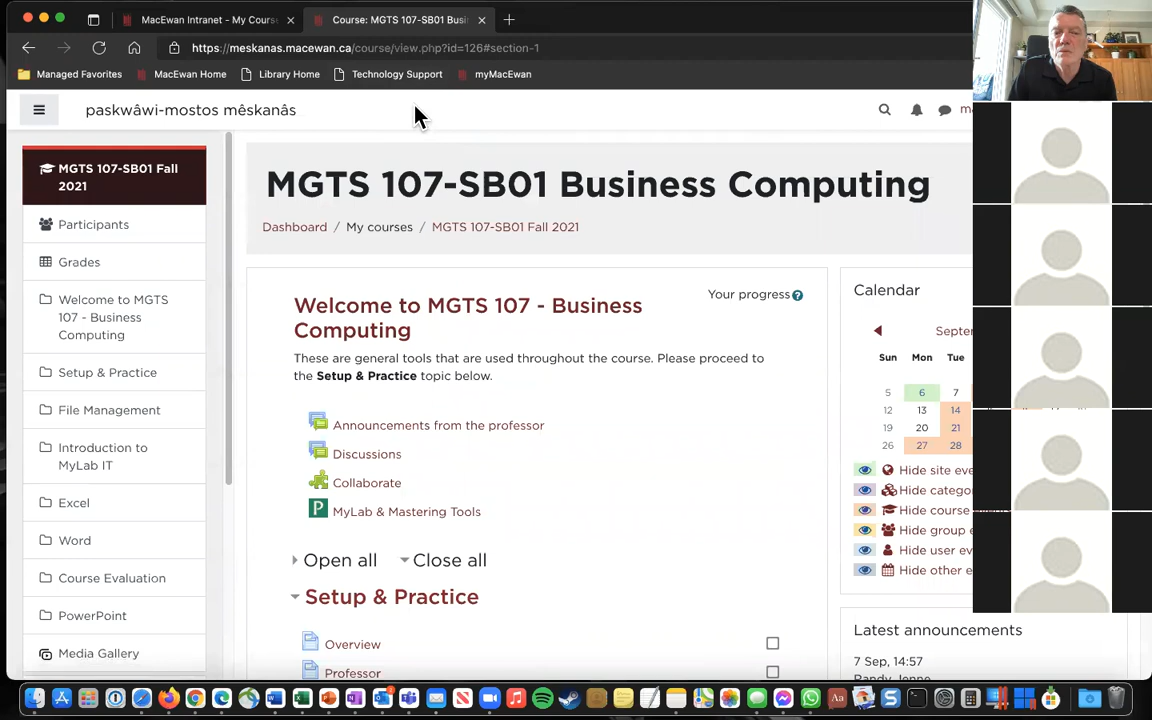 MacEwan Intranet - My Cours
Course: MGTS 107-SB01 Busi
https://meskanas.macewan.ca/course/view.php?id=126#section-1
Managed Favorites
MacEwan Home
Library Home
Technology Support
myMacEwan
paskwâwi-mostos mêskanâs
MGTS 107-SB01 Fall
2021
Participants
Grades
Welcome to MGTS
107 - Business
Computing
Setup & Practice
File Management
Introduction to
MyLab IT
Excel
Word
Course Evaluation
PowerPoint
Media Gallery
MGTS 107-SB01 Business Computing
Dashboard / My courses / MGTS 107-SB01 Fall 2021
Welcome to MGTS 107 - Business
Computing
Your progress
These are general tools that are used throughout the course. Please proceed to
the Setup & Practice topic below.
Announcements from the professor
Discussions
Collaborate
MyLab & Mastering Tools
Open all Close all
Setup & Practice
Overview
Professor
Calendar
Septe
Sun Mon Tue
5 6 7
12 13 14
19 20 21
26 27 28
Hide site eve
Hide catego
Hide course
Hide group e
Hide user ev
Hide other e
Latest announcements
7 Sep, 14:57